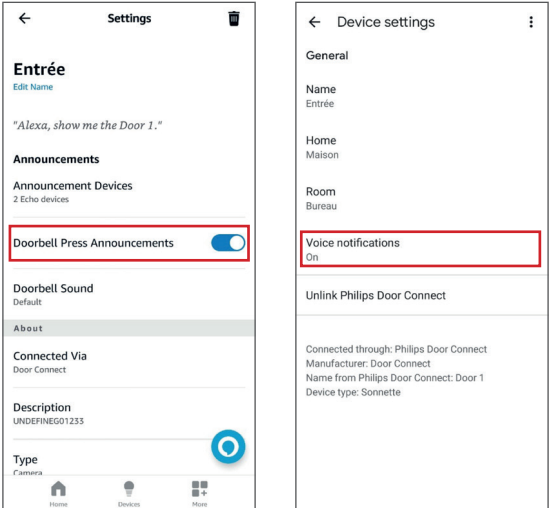 Settings
Entrée
Edit Name
"Alexa, show me the Door 1."
Announcements
Announcement Devices
2 Echo devices
Doorbell Press Announcements
Doorbell Sound
Default
About
Connected Via
Door Connect
Description
UNDEFINEG01233
Type
Camera
Home Devices More
Device settings
General
Name
Entrée
Home
Maison
Room
Bureau
Voice notifications
On
Unlink Philips Door Connect
Connected through: Philips Door Connect
Manufacturer: Door Connect
Name from Philips Door Connect: Door 1
Device type: Sonnette